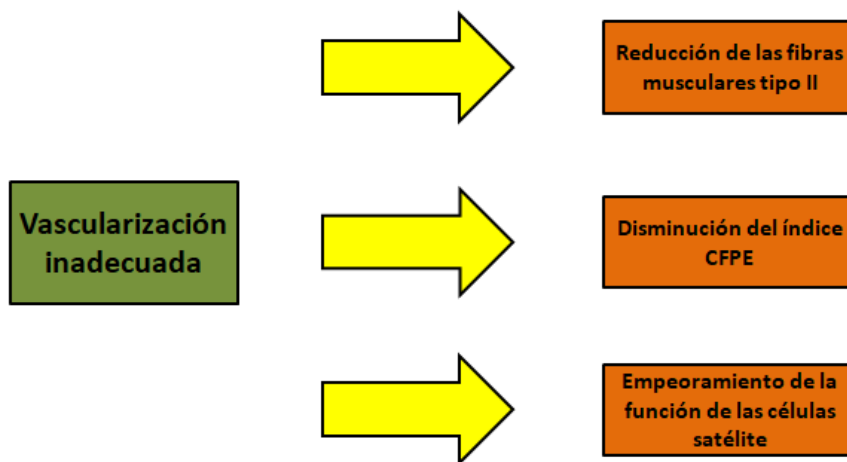 Vascularización
inadecuada
Reducción de las fibras
musculares tipo II
Disminución del índice
CFPE
Empeoramiento de la
función de las células
satélite